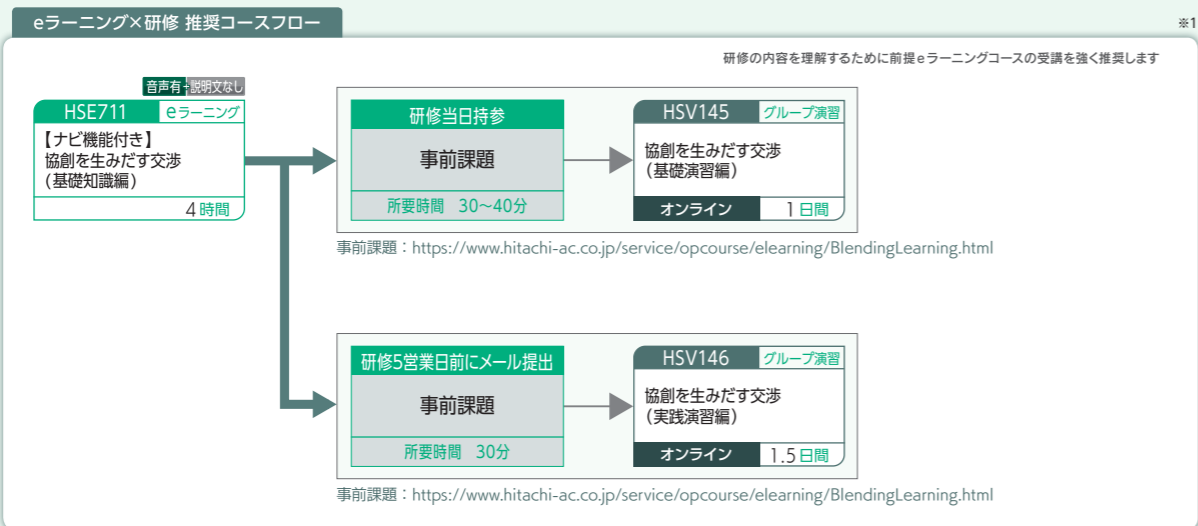 eラーニング×研修 推奨コースフロー
※1
研修の内容を理解するために前提eラーニングコースの受講を強く推奨します
音声有+説明文なし
HSE711 eラーニング
【ナビ機能付き】
協創を生みだす交渉
(基礎知識編)
4時間
研修当日持参
事前課題
所要時間 30~40分
HSV145 グループ演習
協創を生みだす交渉
(基礎演習編)
オンライン 1日間
事前課題:https://www.hitachi-ac.co.jp/service/opcourse/elearning/BlendingLearning.html
研修5営業日前にメール提出
事前課題
所要時間 30分
HSV146 グループ演習
協創を生みだす交渉
(実践演習編)
オンライン 1.5日間
事前課題:https://www.hitachi-ac.co.jp/service/opcourse/elearning/BlendingLearning.html